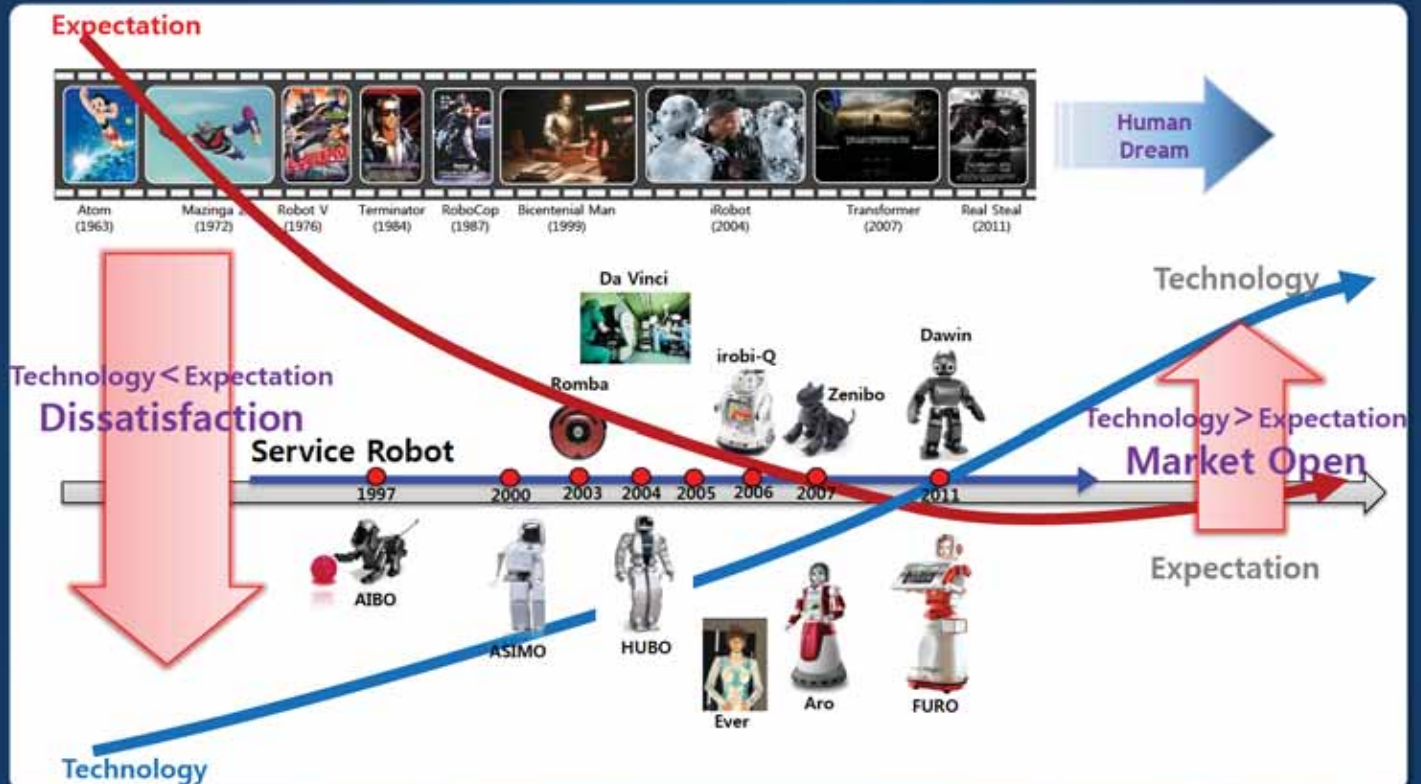 Expectation
Human
Dream
Atom
(1963)
Mazinga
(1972)
Robot V
(1976)
Terminator
(1984)
RoboCop
(1987)
Bicentenial Man
(1999)
iRobot
(2004)
Transformer
(2007)
Real Steal
(2011)
Da Vinci
Technology
Dawin
irobi-Q
Technology < Expectation
Dissatisfaction
Romba
Zenibo
Technology > Expectation
Market Open
Service Robot
1997
2000
2003
2004
2005
2006
2007
2011
Expectation
AIBO
ASIMO
HUBO
Ever
Aro
FURO
Technology